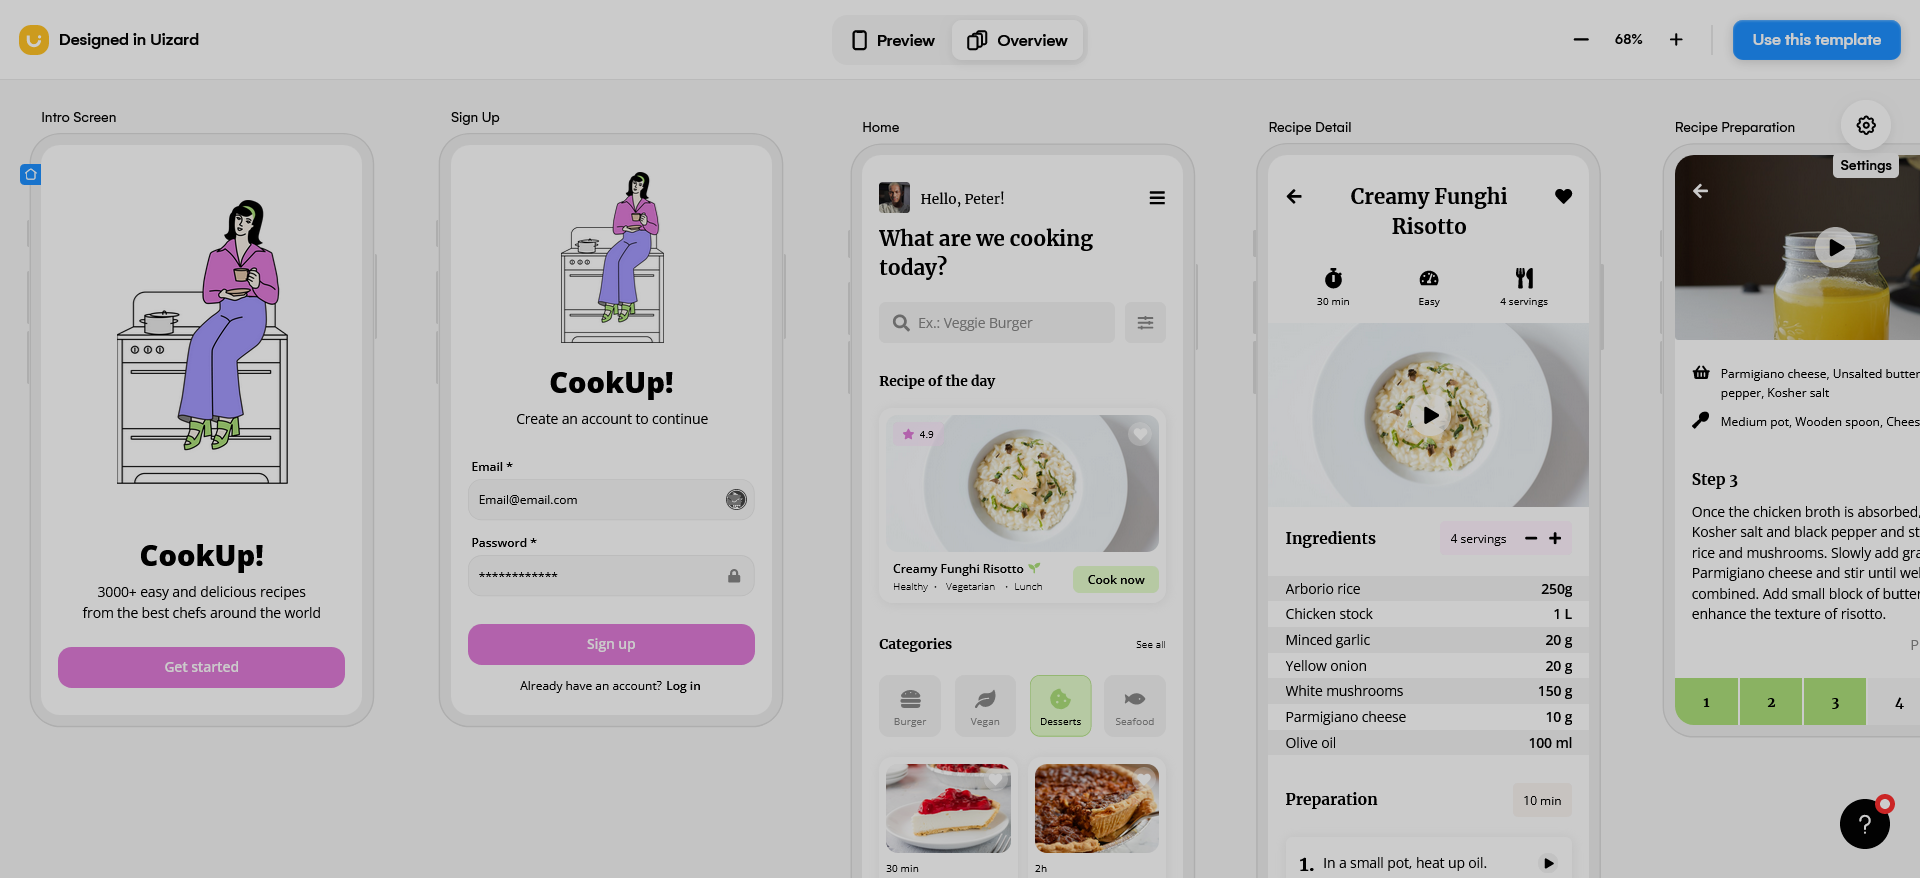 Designed in Uizard
Preview
Overview
68%
Use this template
Intro Screen
CookUp!
3000+ easy and delicious recipes
from the best chefs around the world
Get started
Sign Up
CookUp!
Create an account to continue
Email *
Email@email.com
Password *
************
Sign up
Already have an account? Log in
Home
Hello, Peter!
What are we cooking
today?
Ex.: Veggie Burger
Recipe of the day
4.9
Creamy Funghi Risotto
Healthy · Vegetarian · Lunch
Cook now
Categories
See all
Burger
Vegan
Desserts
Seafood
30 min
2h
Recipe Detail
Creamy Funghi
Risotto
30 min
Easy
4 servings
Ingredients
4 servings
Arborio rice 250g
Chicken stock 1 L
Minced garlic 20 g
Yellow onion 20 g
White mushrooms 150 g
Parmigiano cheese 10 g
Olive oil 100 ml
Preparation
10 min
1. In a small pot, heat up oil.
Recipe Preparation
Settings
Parmigiano cheese, Unsalted butter
pepper, Kosher salt
Medium pot, Wooden spoon, Chees
Step 3
Once the chicken broth is absorbed,
Kosher salt and black pepper and st
rice and mushrooms. Slowly add gra
Parmigiano cheese and stir until wel
combined. Add small block of butter
enhance the texture of risotto.
P
1
2
3
4
?